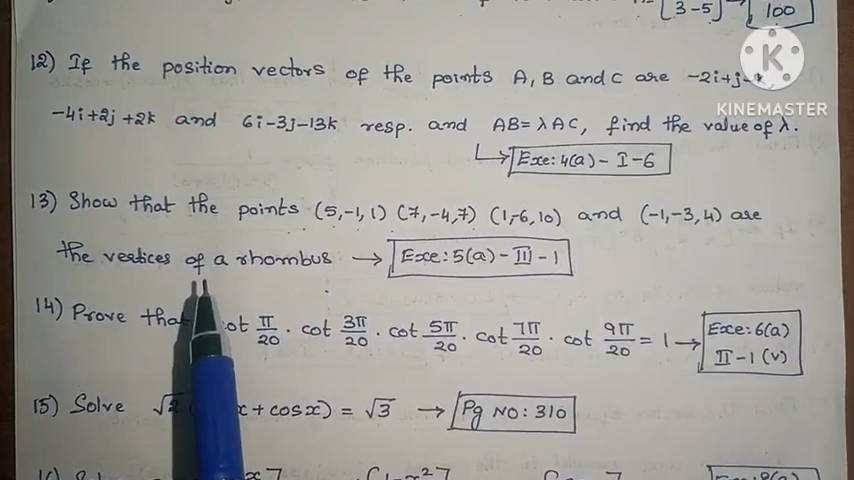 [3-5] → 100
12) If the position vectors of the points A, B and C are -2i+j-k,
KINEMASTER
-4i+2j+2k and 6i-3j-13k resp. and AB=λAC, find the value of λ.
→ Exe: 4(a) - I - 6
13) Show that the points (5,-1,1) (7,-4,7) (1,-6,10) and (-1,-3,4) are
the vertices of a rhombus → Exe: 5(a) - III - 1
14) Prove that cot π/20 . cot 3π/20 . cot 5π/20 . cot 7π/20 . cot 9π/20 = 1 → Exe: 6(a)
II-1(v)
15) Solve √2 ( x + cosx) = √3 → Pg NO: 310